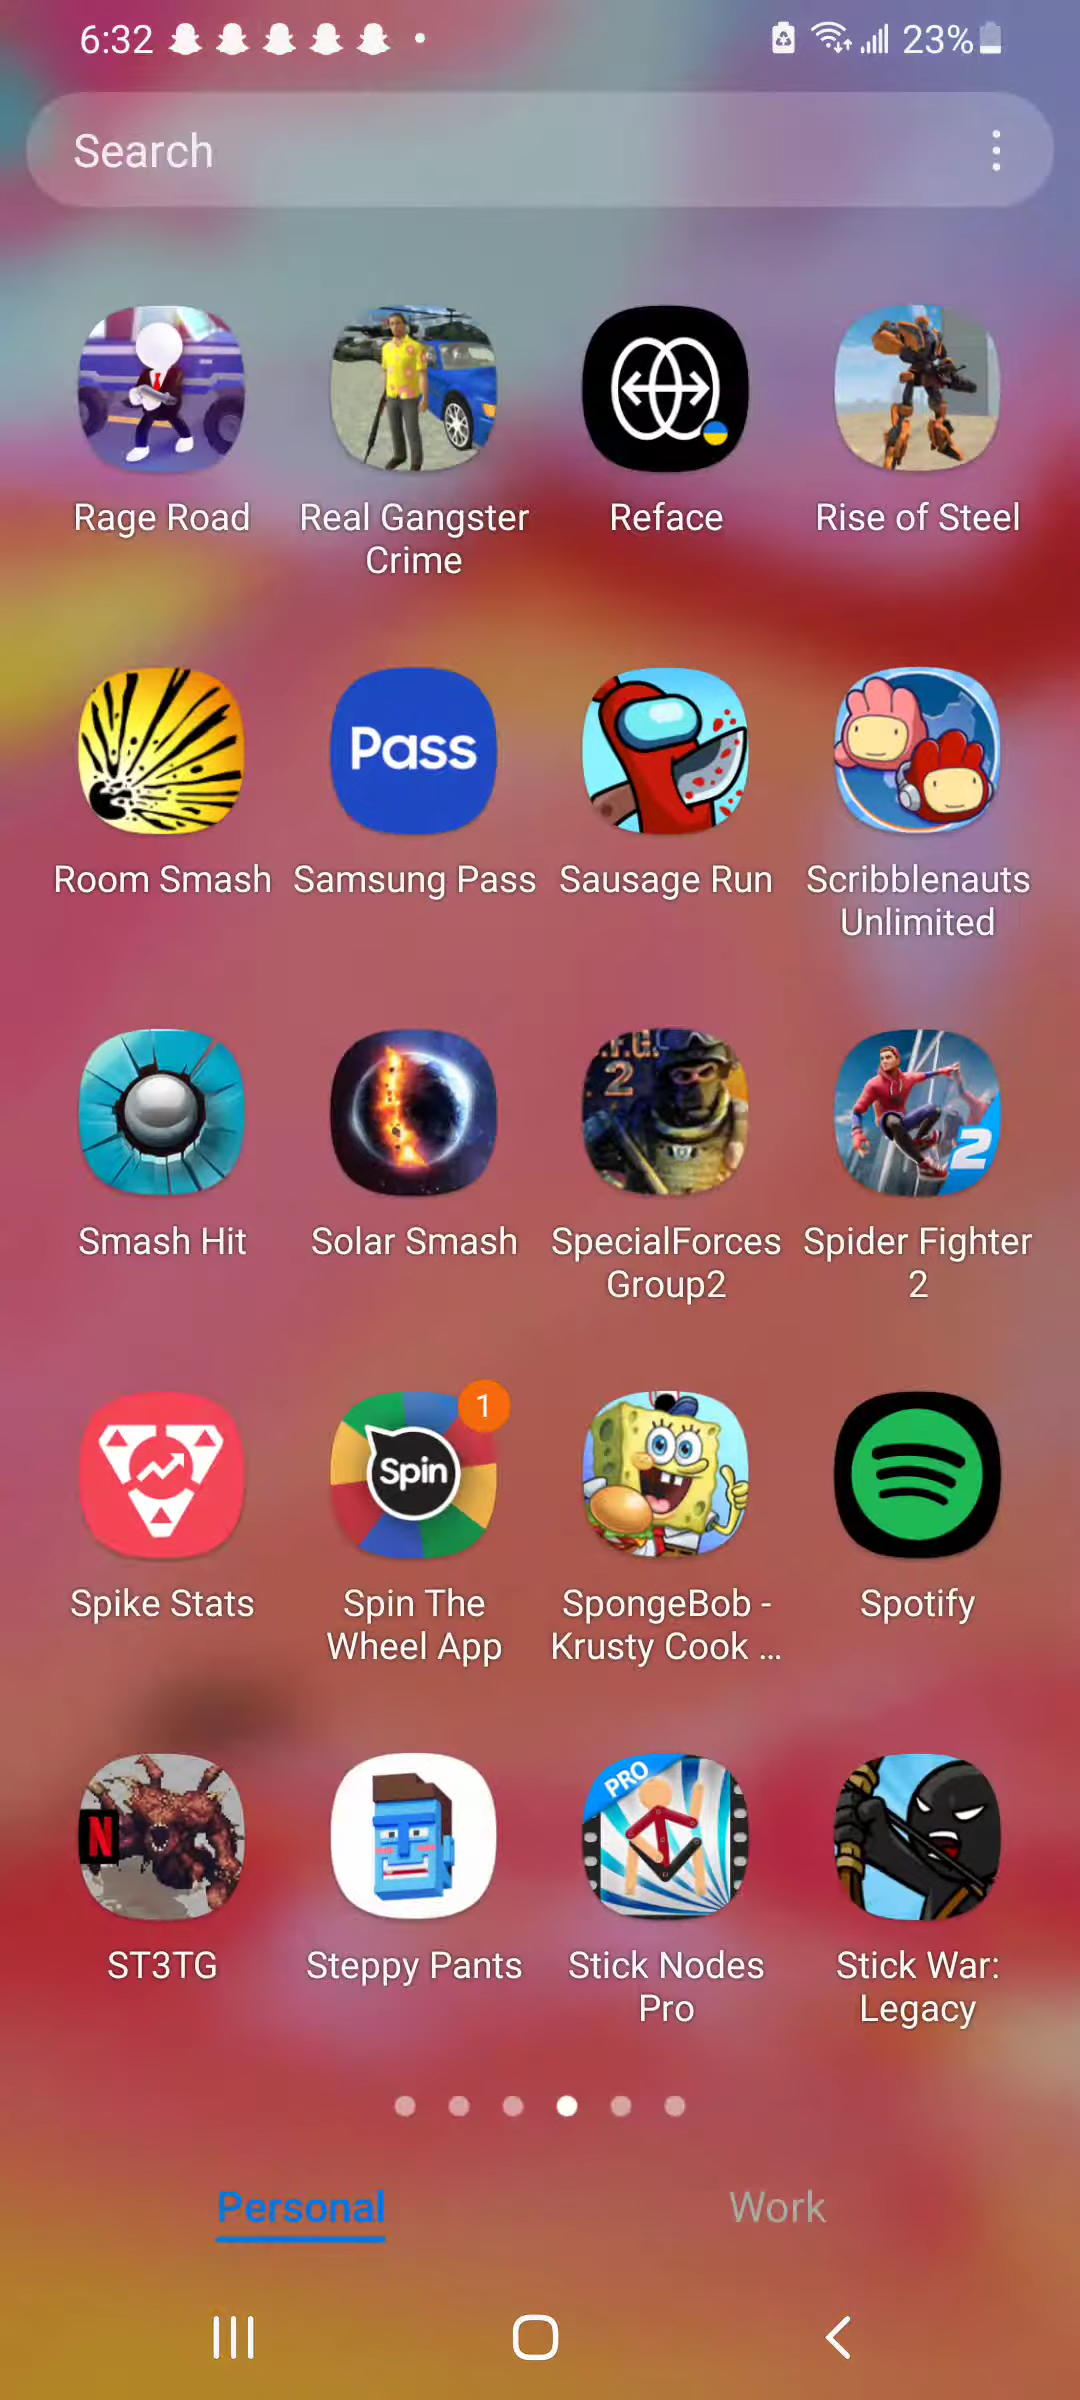 6:32
23%
Search
Rage Road
Real Gangster
Crime
Reface
Rise of Steel
Pass
Room Smash
Samsung Pass
Sausage Run
Scribblenauts
Unlimited
2
2
Smash Hit
Solar Smash
SpecialForces
Group2
Spider Fighter
2
Spin
1
Spike Stats
Spin The
Wheel App
SpongeBob -
Krusty Cook ...
Spotify
N
PRO
ST3TG
Steppy Pants
Stick Nodes
Pro
Stick War:
Legacy
Personal
Work